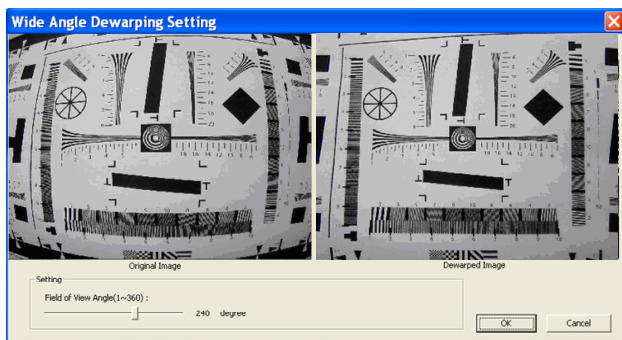 Wide Angle Dewarping Setting
Original Image
Dewarped Image
Setting
Field of View Angle(1~360) :
240 degree
OK
Cancel